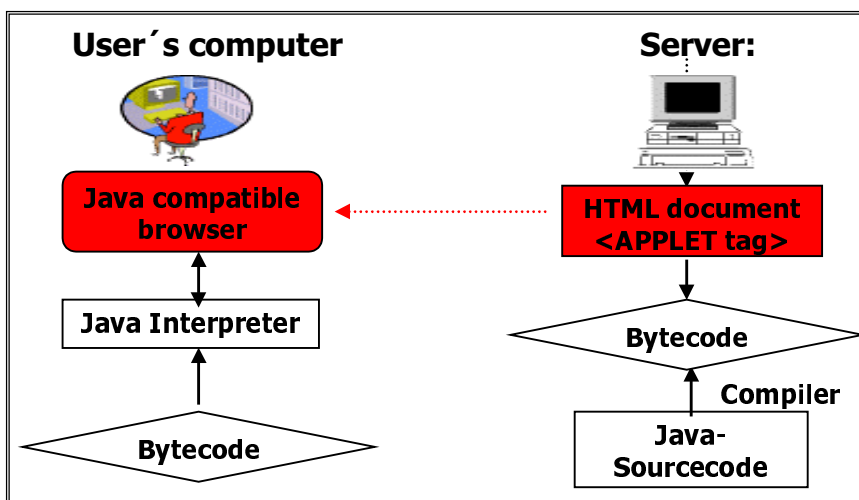 User´s computer
Server:
Java compatible
browser
HTML document
<APPLET tag>
Java Interpreter
Bytecode
Compiler
Bytecode
Java-
Sourcecode